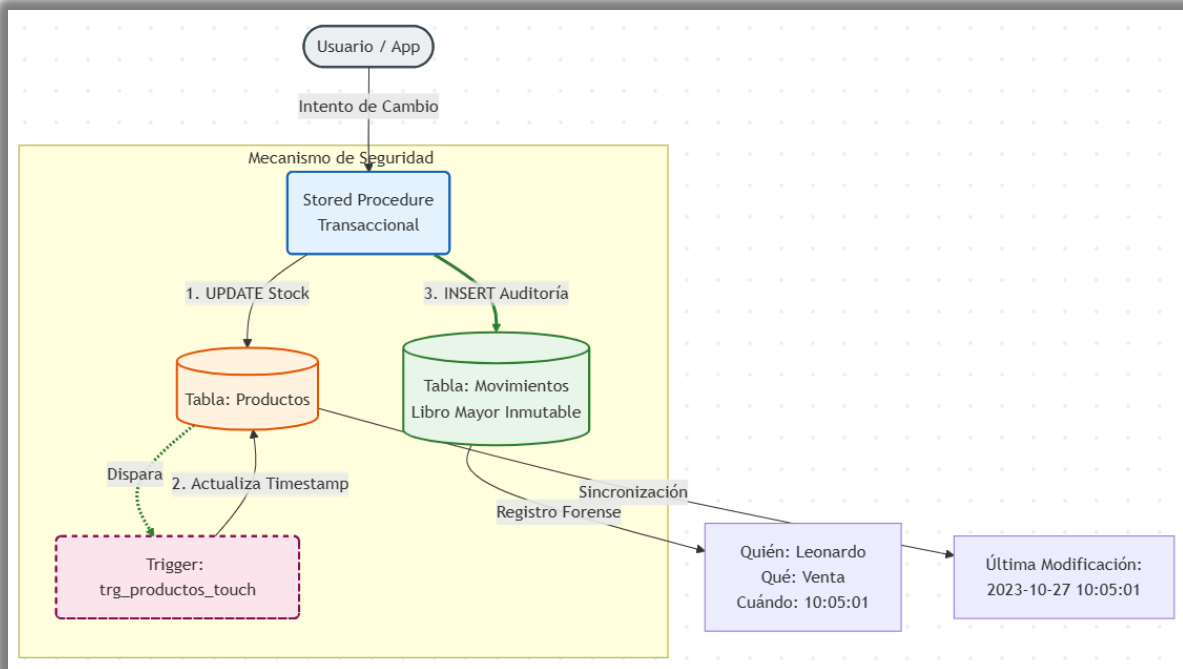 Usuario / App
Intento de Cambio
Mecanismo de Seguridad
Stored Procedure
Transaccional
1. UPDATE Stock
3. INSERT Auditoría
Tabla: Productos
Tabla: Movimientos
Libro Mayor Inmutable
Dispara
2. Actualiza Timestamp
Sincronización
Registro Forense
Trigger:
trg_productos_touch
Quién: Leonardo
Qué: Venta
Cuándo: 10:05:01
Última Modificación:
2023-10-27 10:05:01